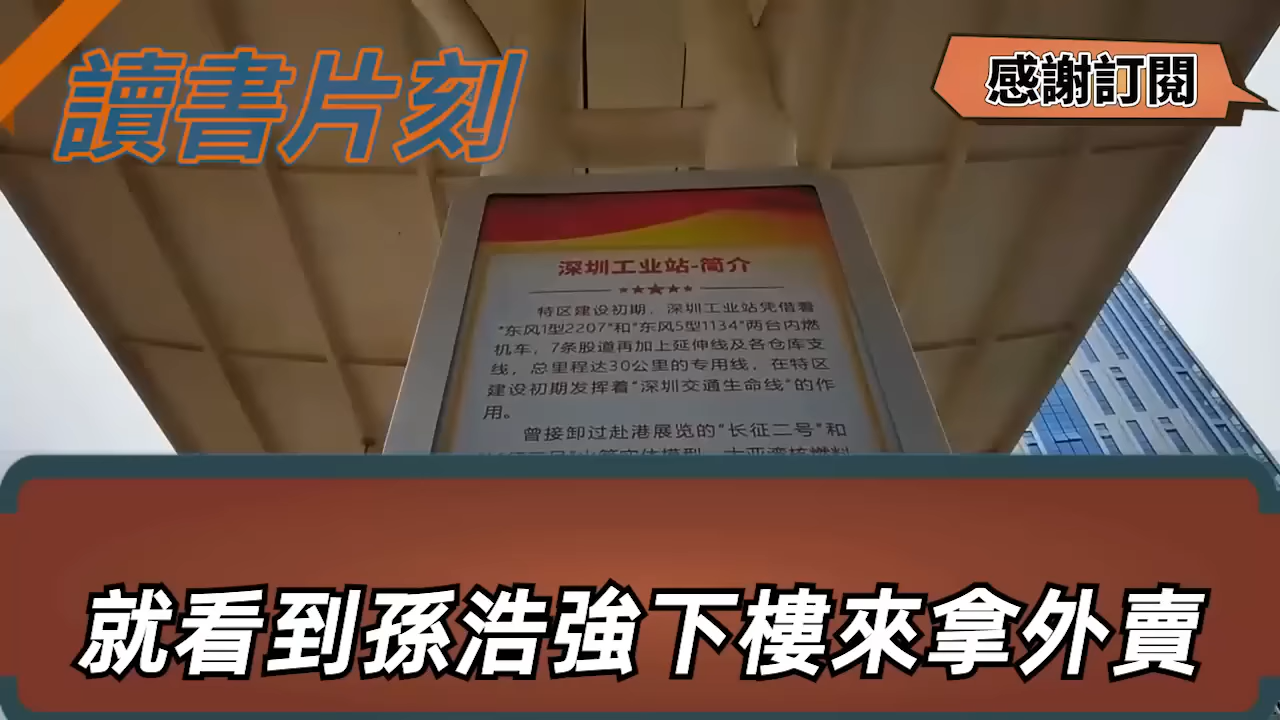 讀書片刻
感謝訂閱
深圳工业站-简介
特区建设初期，深圳工业站凭借着
"东风1型2207"和"东风5型1134"两台内燃
机车，7条股道再加上延伸线及各仓库支
线，总里程达30公里的专用线，在特区
建设初期发挥着"深圳交通生命线"的作
用。
曾接卸过赴港展览的"长征二号"和
就看到孫浩強下樓來拿外賣